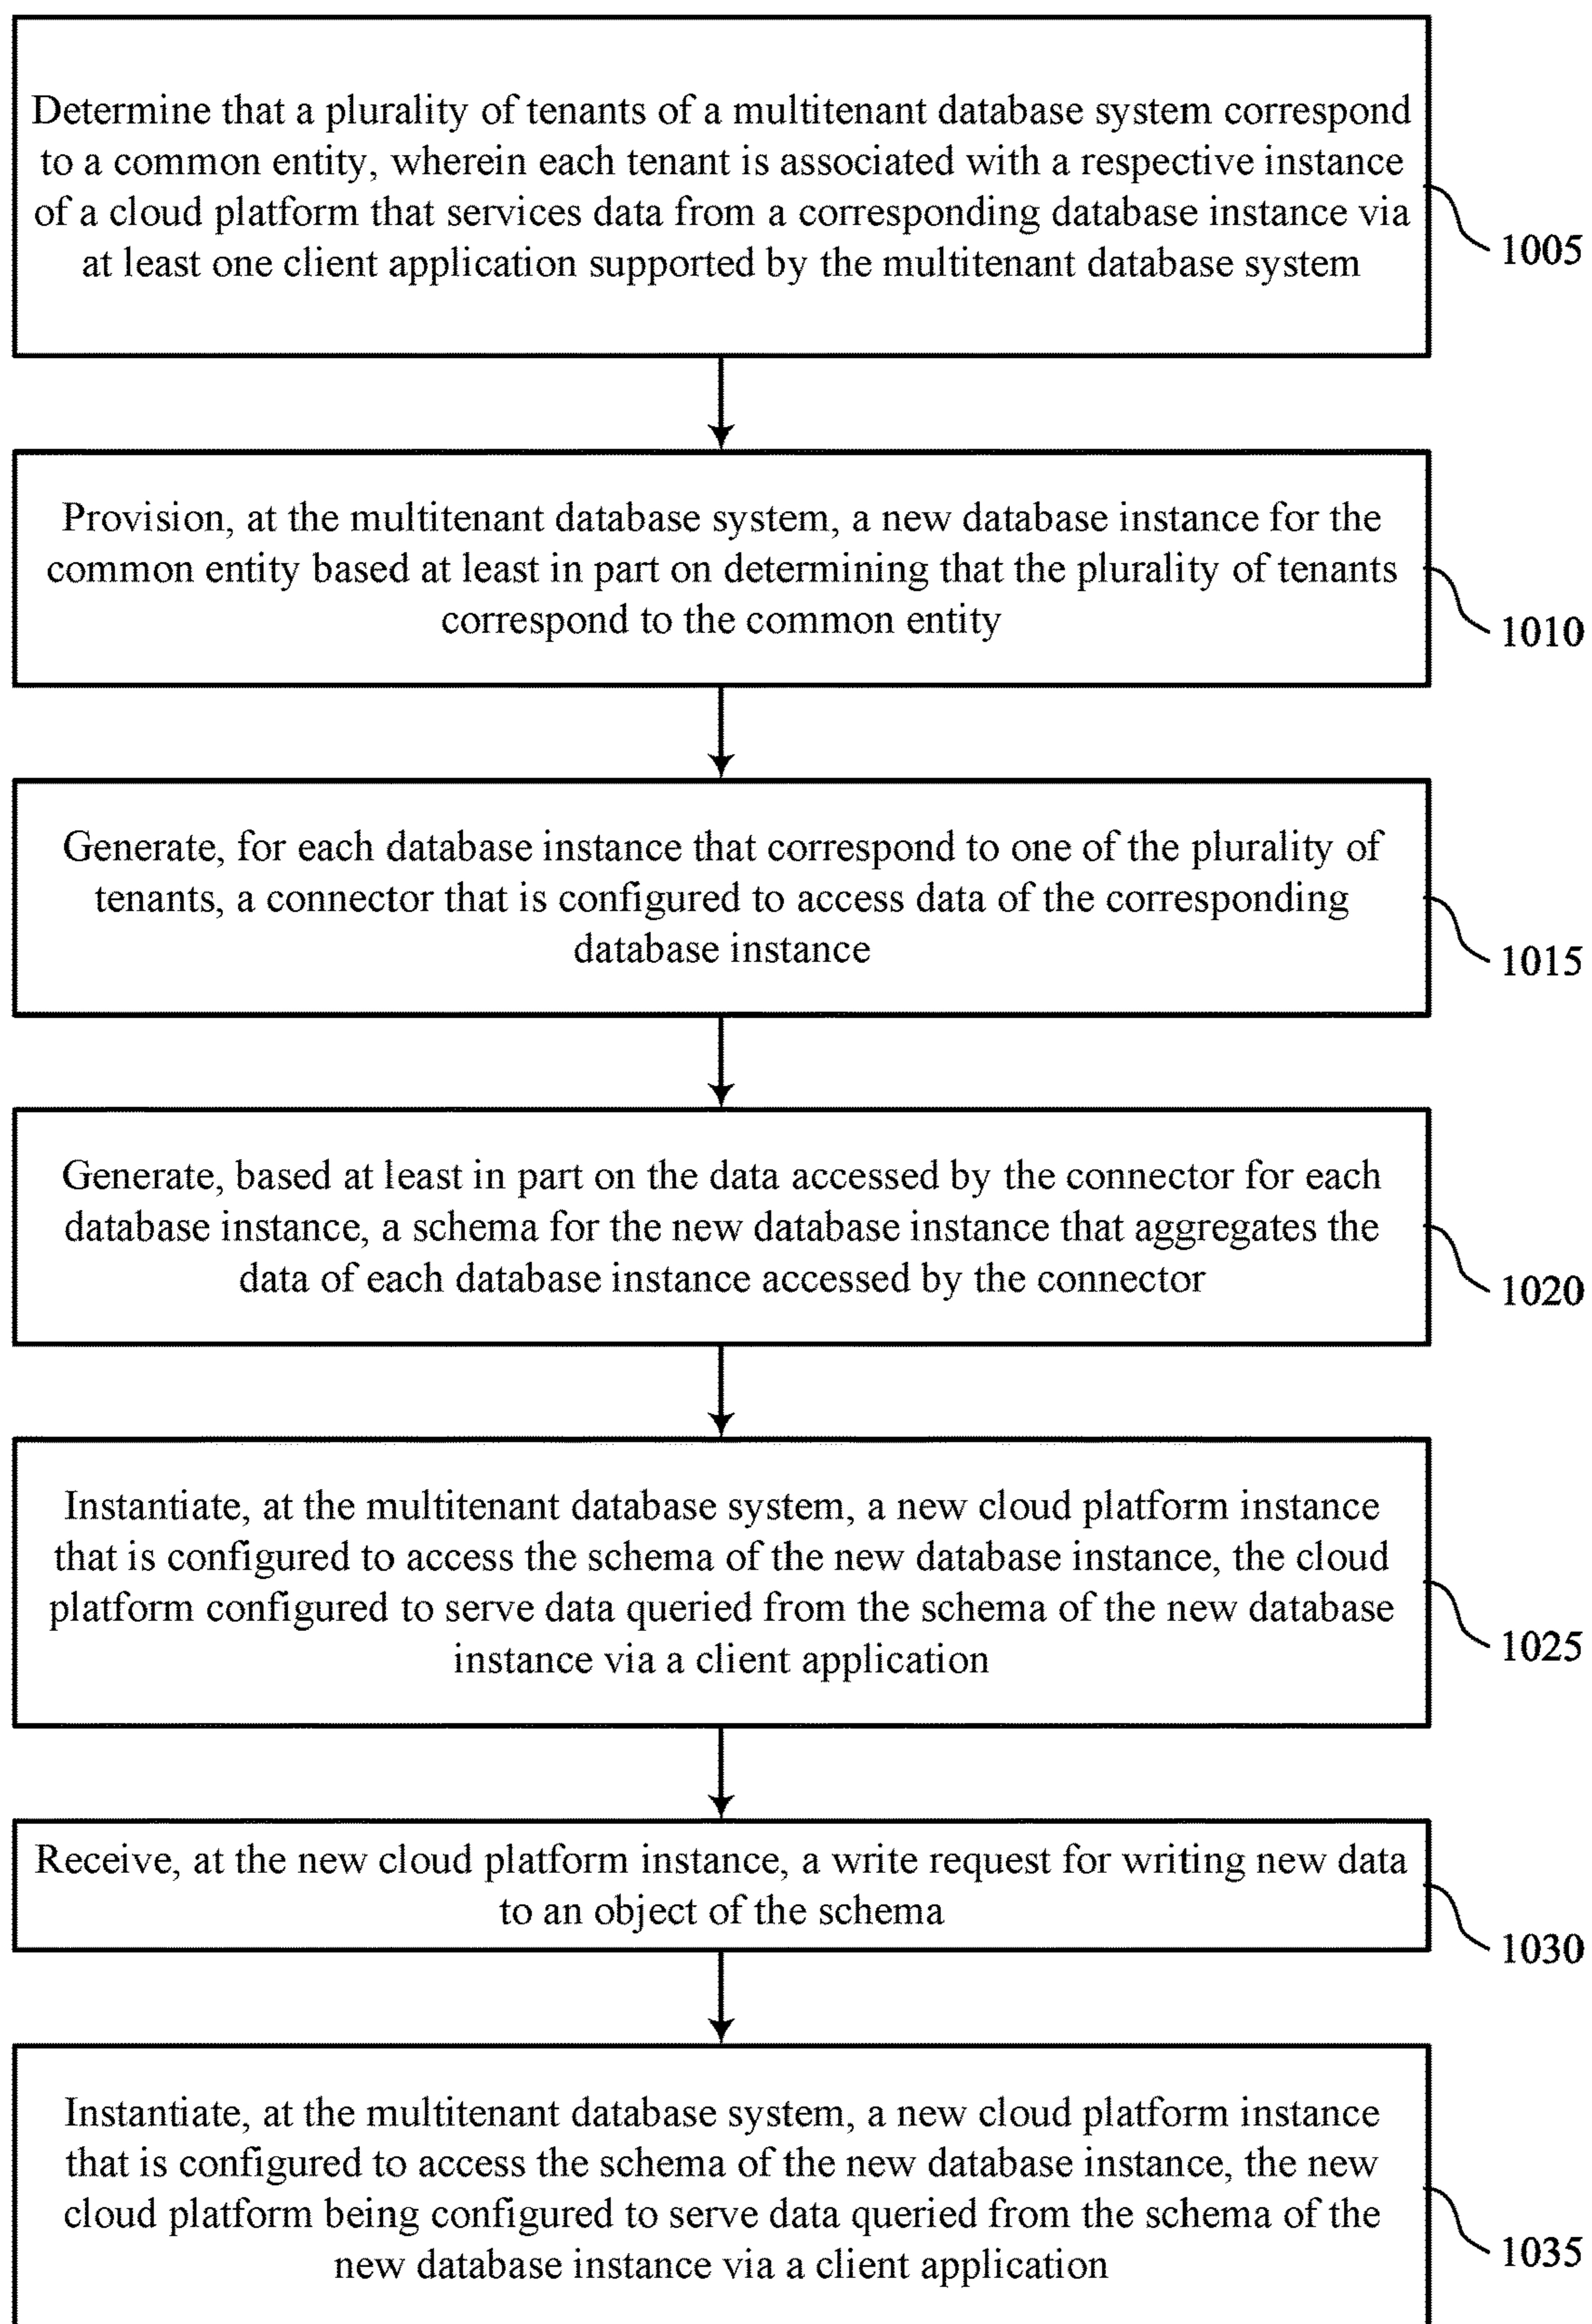 Determine that a plurality of tenants of a multitenant database system correspond
to a common entity, wherein each tenant is associated with a respective instance
of a cloud platform that services data from a corresponding database instance via
at least one client application supported by the multitenant database system
1005
Provision, at the multitenant database system, a new database instance for the
common entity based at least in part on determining that the plurality of tenants
correspond to the common entity
1010
Generate, for each database instance that correspond to one of the plurality of
tenants, a connector that is configured to access data of the corresponding
database instance
1015
Generate, based at least in part on the data accessed by the connector for each
database instance, a schema for the new database instance that aggregates the
data of each database instance accessed by the connector
1020
Instantiate, at the multitenant database system, a new cloud platform instance
that is configured to access the schema of the new database instance, the cloud
platform configured to serve data queried from the schema of the new database
instance via a client application
1025
Receive, at the new cloud platform instance, a write request for writing new data
to an object of the schema
1030
Instantiate, at the multitenant database system, a new cloud platform instance
that is configured to access the schema of the new database instance, the new
cloud platform being configured to serve data queried from the schema of the
new database instance via a client application
1035